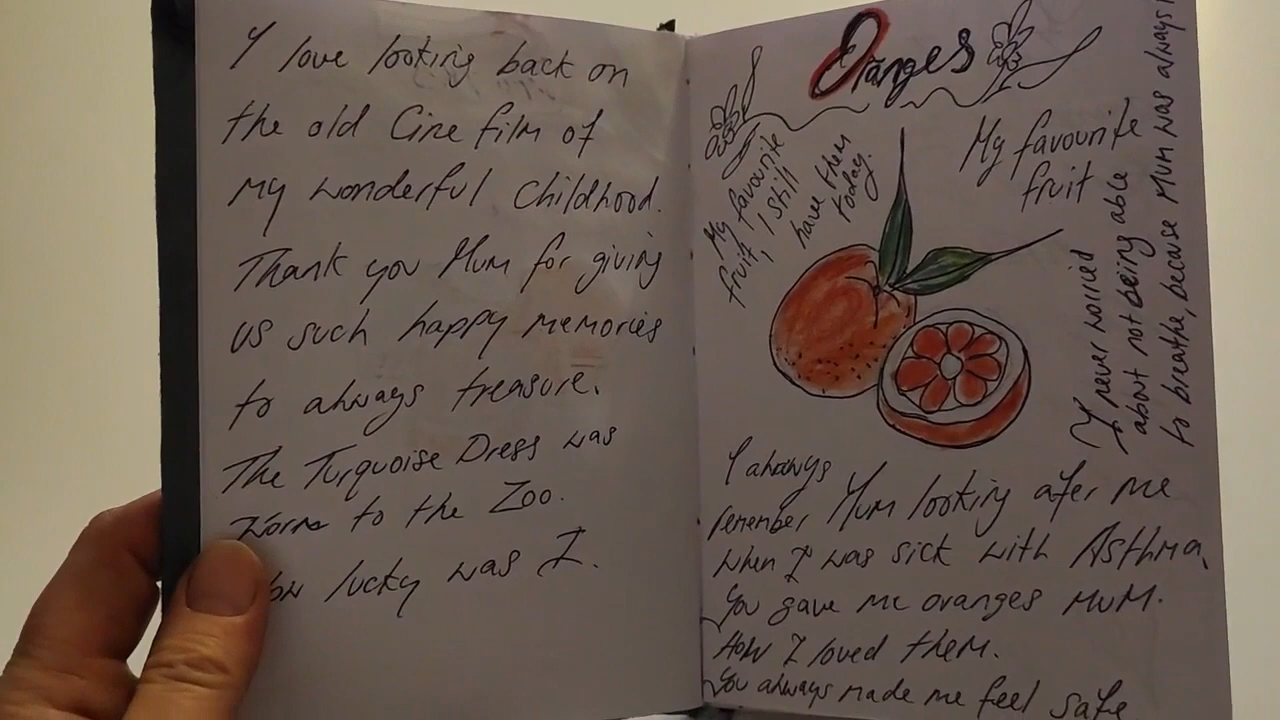 I love looking back on
the old Cine film of
my wonderful Childhood.
Thank you Mum for giving
us such happy memories
to always treasure.
The Turquoise Dress was
Worn to the Zoo.
lucky was I.
Oranges
My favourite
fruit, I still
have them
today.
My favourite
fruit
I never worried
about not being able
to breathe, because Mum was always
I always
remember Mum looking after me
when I was sick with Asthma,
You gave me oranges MUM.
How I loved them.
You always made me feel safe